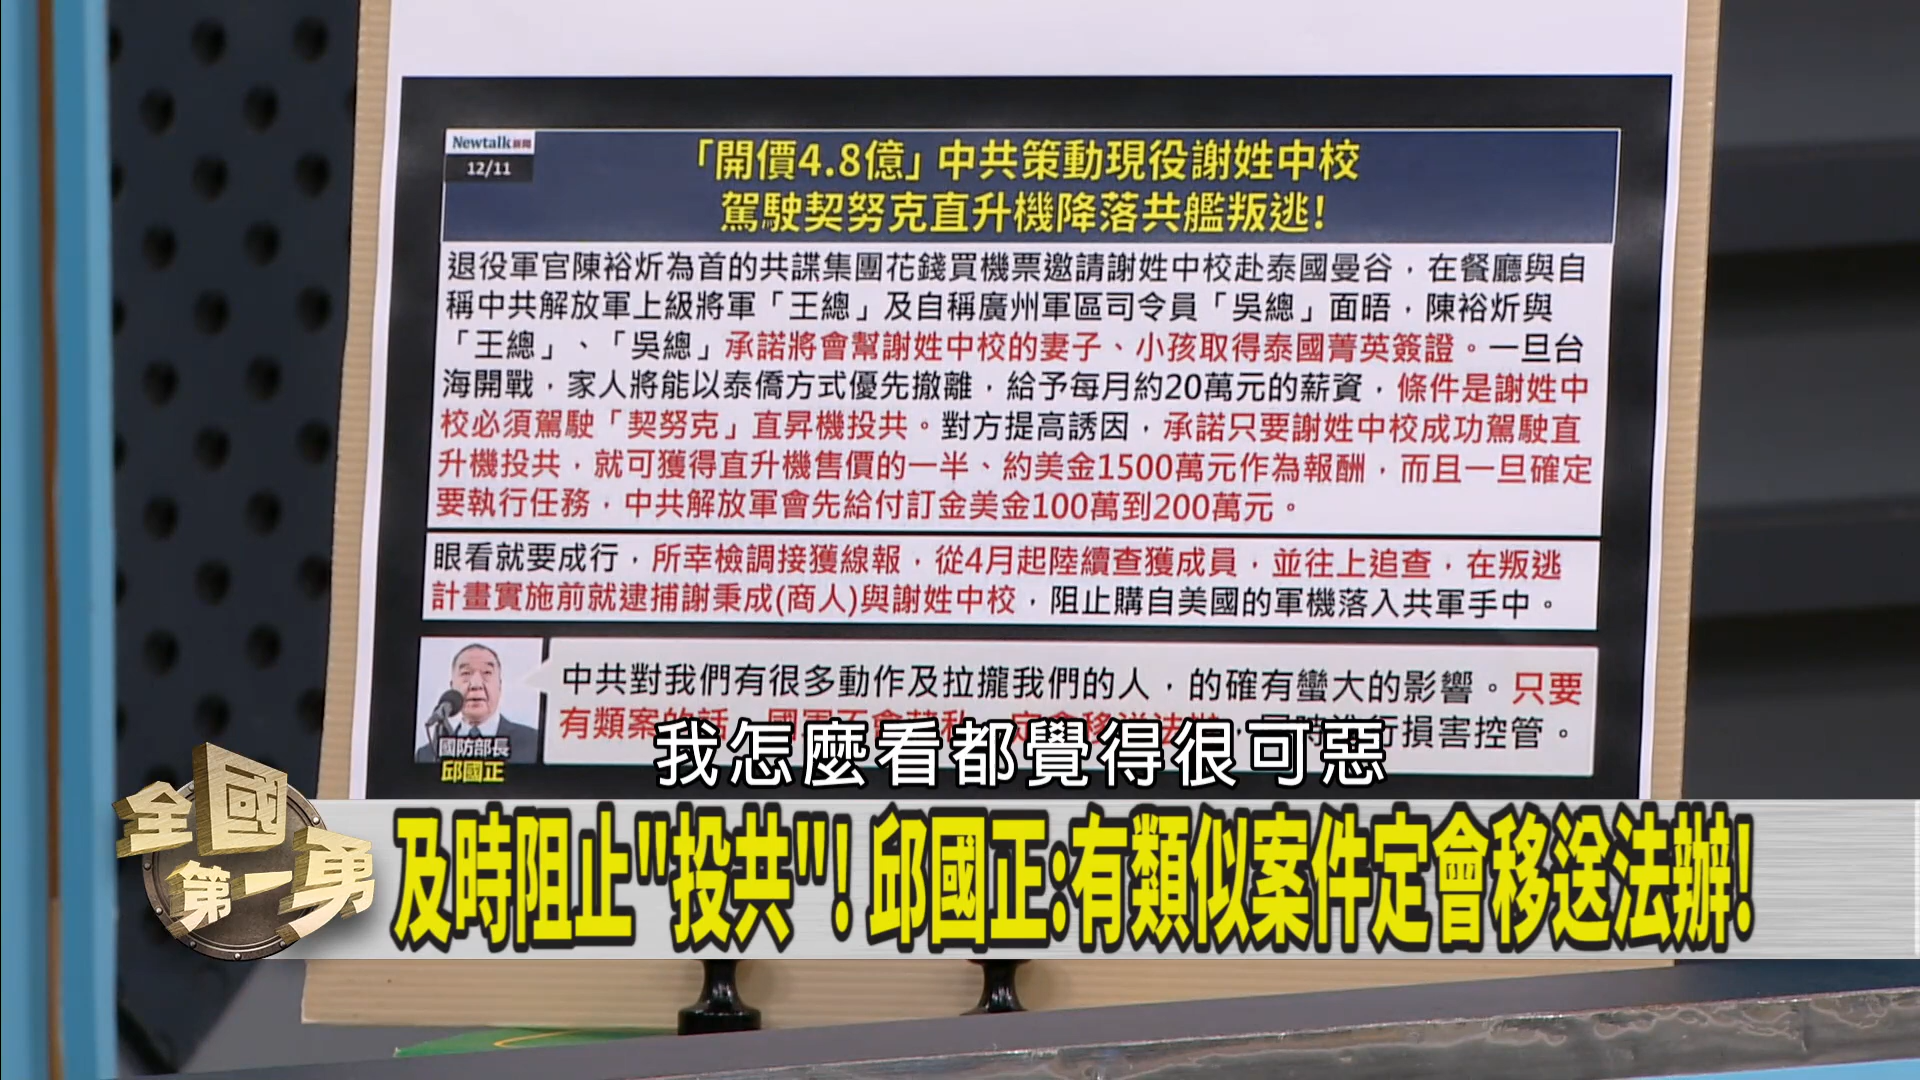 Newtalk新聞
12/11
「開價4.8億」中共策動現役謝姓中校
駕駛契努克直升機降落共艦叛逃!
退役軍官陳裕炘為首的共諜集團花錢買機票邀請謝姓中校赴泰國曼谷，在餐廳與自
稱中共解放軍上級將軍「王總」及自稱廣州軍區司令員「吳總」面晤，陳裕炘與
「王總」、「吳總」承諾將會幫謝姓中校的妻子、小孩取得泰國菁英簽證。一旦台
海開戰，家人將能以泰僑方式優先撤離，給予每月約20萬元的薪資，條件是謝姓中
校必須駕駛「契努克」直昇機投共。對方提高誘因，承諾只要謝姓中校成功駕駛直
升機投共，就可獲得直升機售價的一半、約美金1500萬元作為報酬，而且一旦確定
要執行任務，中共解放軍會先給付訂金美金100萬到200萬元。
眼看就要成行，所幸檢調接獲線報，從4月起陸續查獲成員，並往上追查，在叛逃
計畫實施前就逮捕謝秉成(商人)與謝姓中校，阻止購自美國的軍機落入共軍手中。
中共對我們有很多動作及拉攏我們的人，的確有蠻大的影響。只要
有類案的話
行損害控管。
國防部長
邱國正
我怎麼看都覺得很可惡
全國第一勇
及時阻止"投共"! 邱國正:有類似案件定會移送法辦!